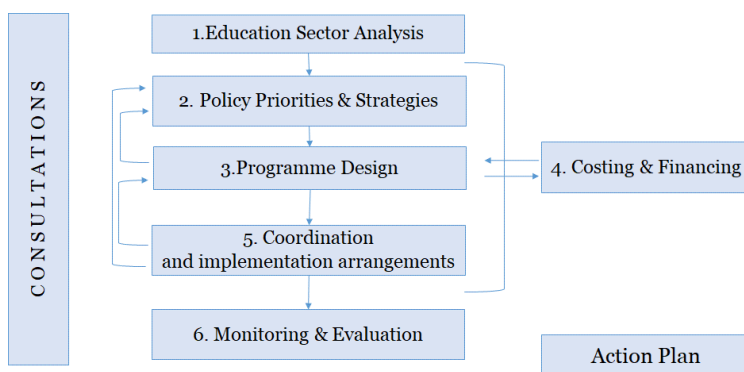 CONSULTATIONS
1.Education Sector Analysis
2. Policy Priorities & Strategies
3.Programme Design
4. Costing & Financing
5. Coordination
and implementation arrangements
6. Monitoring & Evaluation
Action Plan